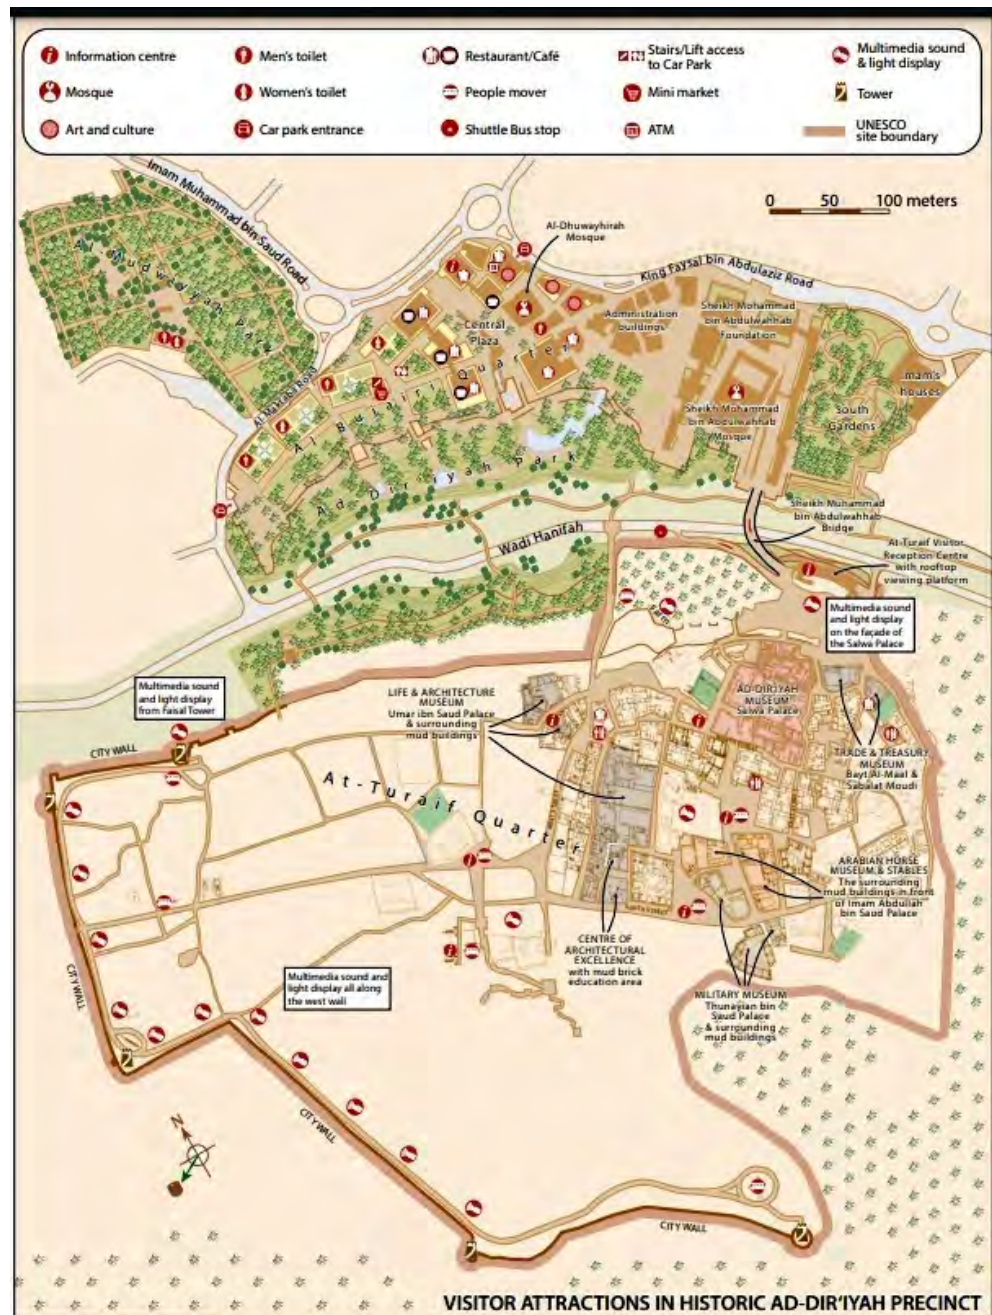 Information centre
Men's toilet
Restaurant/Café
Stairs/Lift access
to Car Park
Multimedia sound
& light display
Mosque
Women's toilet
People mover
Mini market
Tower
Art and culture
Car park entrance
Shuttle Bus stop
ATM
UNESCO
site boundary
0 50 100 meters
Imam Muhammad bin Saud Road
Al-Dhuwayhirah
Mosque
King Faysal bin Abdulaziz Road
Administration
buildings
Sheikh Mohammad
bin Abdulwahhab
Foundation
Central
Plaza
Imam's
houses
Al-Maktaba Road
Al Bujairi Quarter
Sheikh Mohammad
bin Abdulwahhab
Mosque
South
Gardens
Ad-Dir'iyah Park
Wadi Hanifah
Sheikh Muhammad
bin Abdulwahhab
Bridge
At-Turaif Visitor
Reception Centre
with rooftop
viewing platform
Multimedia sound
and light display
on the façade of
the Salwa Palace
Farm
Multimedia sound
and light display
from Faisal Tower
LIFE & ARCHITECTURE
MUSEUM
Umar ibn Saud Palace
& surrounding
mud buildings
AD-DIR'IYAH
MUSEUM
Salwa Palace
CITY WALL
TRADE & TREASURY
MUSEUM
Bayt Al-Maal &
Sabalat Moudi
At-Turaif Quarter
ARABIAN HORSE
MUSEUM & STABLES
The surrounding
mud buildings in front
of Imam Abdullah
bin Saud Palace
CENTRE OF
ARCHITECTURAL
EXCELLENCE
with mud brick
education area
CITY WALL
Multimedia sound and
light display all along
the west wall
MILITARY MUSEUM
Thunayian bin
Saud Palace
& surrounding
mud buildings
CITY WALL
N
CITY WALL
VISITOR ATTRACTIONS IN HISTORIC AD-DIR'IYAH PRECINCT